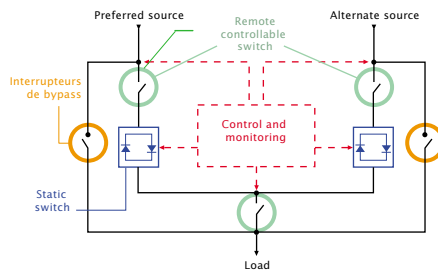 Preferred source
Remote
controllable
switch
Alternate source
Interrupteurs
de bypass
Control and
monitoring
Static
switch
Load